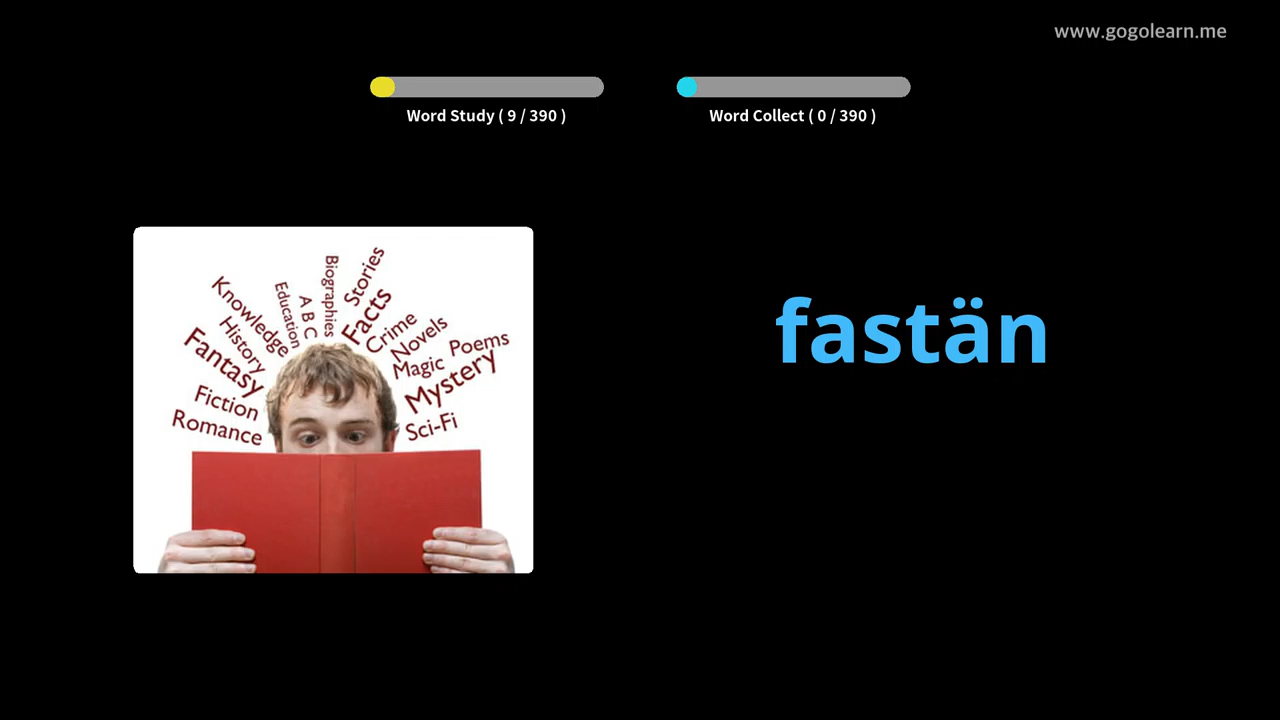 www.gogolearn.me
Word Study ( 9 / 390 )
Word Collect ( 0 / 390 )
Knowledge
History
Fantasy
Fiction
Romance
Education
A B C
Biographies
Stories
Facts
Crime
Novels
Magic
Poems
Mystery
Sci-Fi
fastän